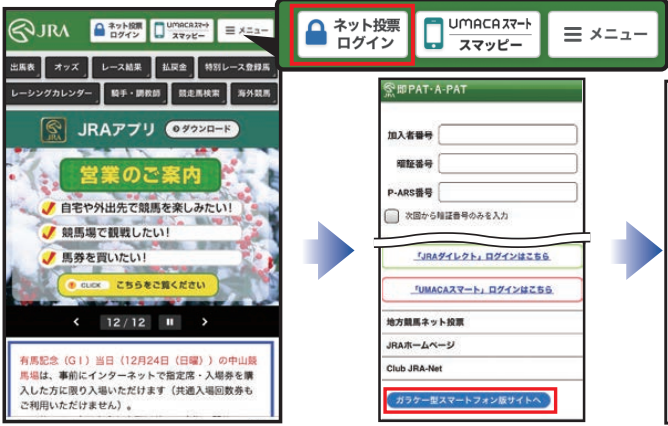 JRA
ネット投票
ログイン
UMACAスマート
スマッピー
メニュー
ネット投票
ログイン
UMACAスマート
スマッピー
メニュー
出馬表
オッズ
レース結果
払戻金
特別レース登録馬
レーシングカレンダー
騎手・調教師
競走馬検索
海外競馬
JRA
JRAアプリ
ダウンロード
営業のご案内
自宅や外出先で競馬を楽しみたい!
競馬場で観戦したい!
馬券を買いたい!
CLICK こちらをご覧ください
12/12
有馬記念(GI)当日(12月24日(日曜))の中山競
馬場は、事前にインターネットで指定席・入場券を購
入した方に限り入場いただけます(共通入場回数券も
ご利用いただけません)。
即PAT・A-PAT
加入者番号
暗証番号
P-ARS番号
次回から暗証番号のみを入力
「JRAダイレクト」ログインはこちら
「UMACAスマート」ログインはこちら
地方競馬ネット投票
JRAホームページ
Club JRA-Net
ガラケー型スマートフォン版サイトへ